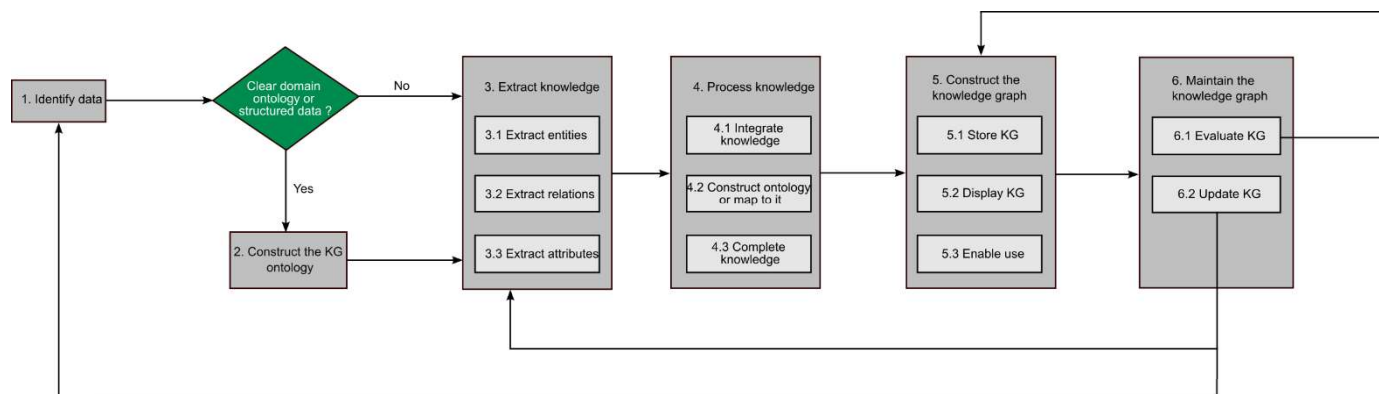 1. Identify data
Clear domain
ontology or
structured data ?
No
Yes
2. Construct the KG
ontology
3. Extract knowledge
3.1 Extract entities
3.2 Extract relations
3.3 Extract attributes
4. Process knowledge
4.1 Integrate
knowledge
4.2 Construct ontology
or map to it
4.3 Complete
knowledge
5. Construct the
knowledge graph
5.1 Store KG
5.2 Display KG
5.3 Enable use
6. Maintain the
knowledge graph
6.1 Evaluate KG
6.2 Update KG